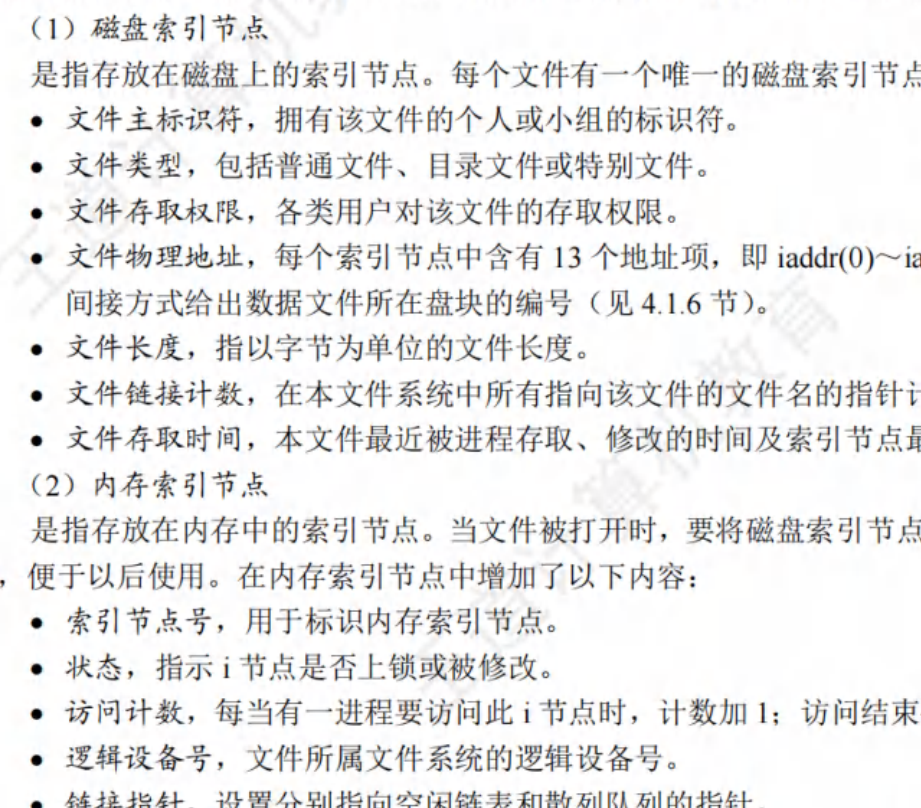 （1）磁盘索引节点
是指存放在磁盘上的索引节点。每个文件有一个唯一的磁盘索引节点
● 文件主标识符，拥有该文件的个人或小组的标识符。
● 文件类型，包括普通文件、目录文件或特别文件。
● 文件存取权限，各类用户对该文件的存取权限。
● 文件物理地址，每个索引节点中含有 13 个地址项，即 iaddr(0)～ia
间接方式给出数据文件所在盘块的编号（见 4.1.6 节）。
● 文件长度，指以字节为单位的文件长度。
● 文件链接计数，在本文件系统中所有指向该文件的文件名的指针计
● 文件存取时间，本文件最近被进程存取、修改的时间及索引节点最
（2）内存索引节点
是指存放在内存中的索引节点。当文件被打开时，要将磁盘索引节点
，便于以后使用。在内存索引节点中增加了以下内容：
● 索引节点号，用于标识内存索引节点。
● 状态，指示 i 节点是否上锁或被修改。
● 访问计数，每当有一进程要访问此 i 节点时，计数加 1；访问结束
● 逻辑设备号，文件所属文件系统的逻辑设备号。
● 链接指针，设置分别指向空闲链表和散列队列的指针。